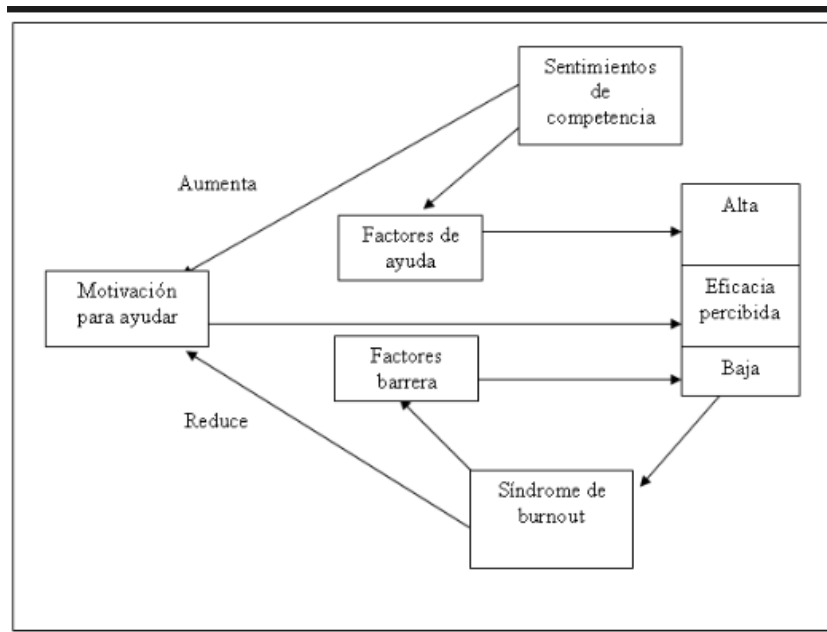 Sentimientos
de
competencia
Aumenta
Alta
Factores de
ayuda
Motivación
para ayudar
Eficacia
percibida
Factores
barrera
Baja
Reduce
Síndrome de
burnout